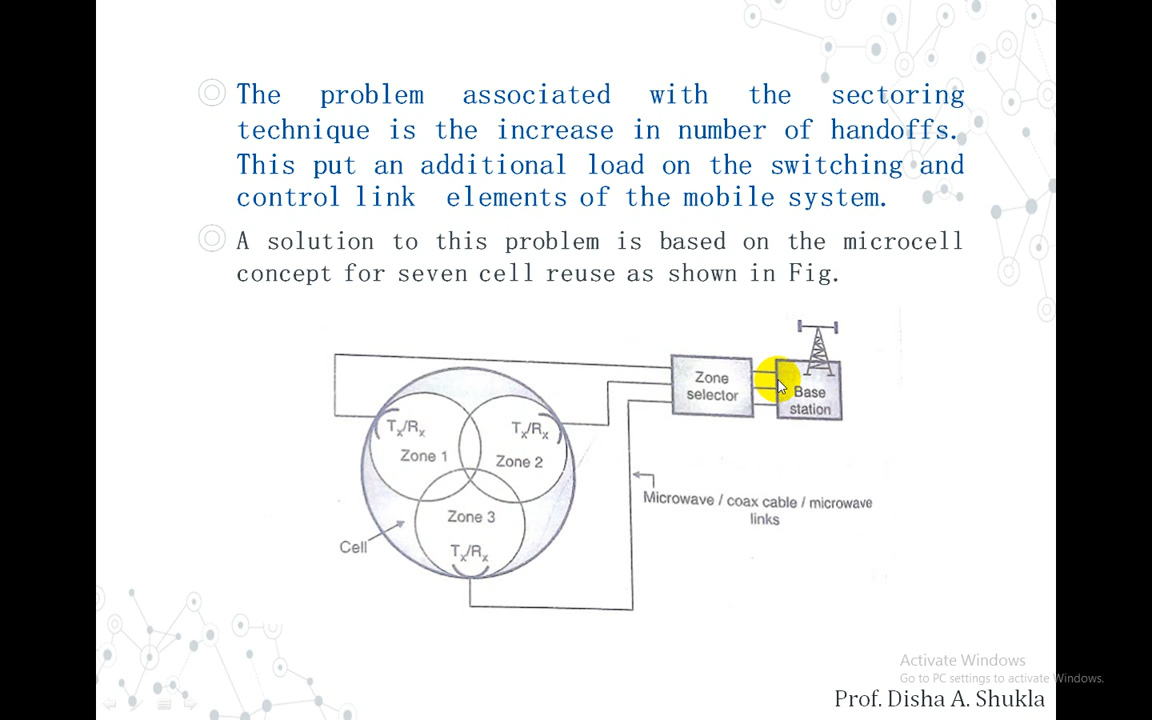 The problem associated with the sectoring
technique is the increase in number of handoffs.
This put an additional load on the switching and
control link elements of the mobile system.
A solution to this problem is based on the microcell
concept for seven cell reuse as shown in Fig.
Zone
selector
Base
station
Tx/Rx
Zone 1
Tx/Rx
Zone 2
Zone 3
Tx/Rx
Cell
Microwave / coax cable / microwave
links
Activate Windows
Go to PC settings to activate Windows.
Prof. Disha A. Shukla